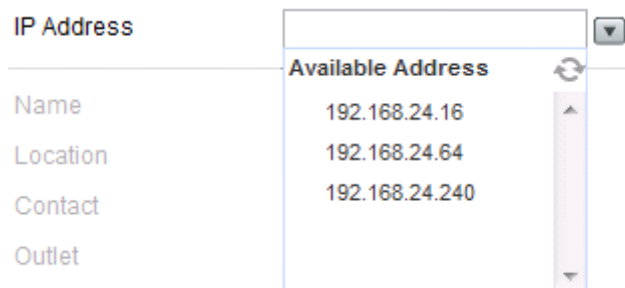 IP Address
Available Address
192.168.24.16
Name
192.168.24.64
Location
192.168.24.240
Contact
Outlet